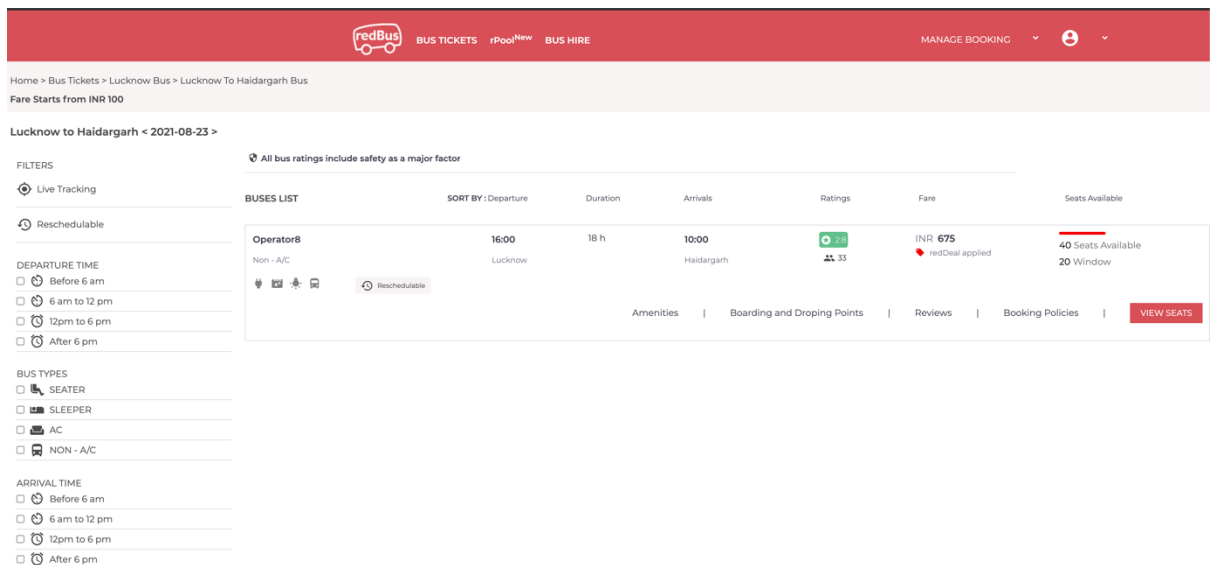 redBus BUS TICKETS rPoolNew BUS HIRE MANAGE BOOKING
Home > Bus Tickets > Lucknow Bus > Lucknow To Haidargarh Bus
Fare Starts from INR 100
Lucknow to Haidargarh < 2021-08-23 >
FILTERS
Live Tracking
Reschedulable
DEPARTURE TIME
Before 6 am
6 am to 12 pm
12pm to 6 pm
After 6 pm
BUS TYPES
SEATER
SLEEPER
AC
NON - A/C
ARRIVAL TIME
Before 6 am
6 am to 12 pm
12pm to 6 pm
After 6 pm
All bus ratings include safety as a major factor
BUSES LIST SORT BY : Departure Duration Arrivals Ratings Fare Seats Available
Operator8 16:00 18 h 10:00 2.8 INR 675 40 Seats Available
Non - A/C Lucknow Haidargarh 33 redDeal applied 20 Window
Reschedulable
Amenities | Boarding and Droping Points | Reviews | Booking Policies | VIEW SEATS